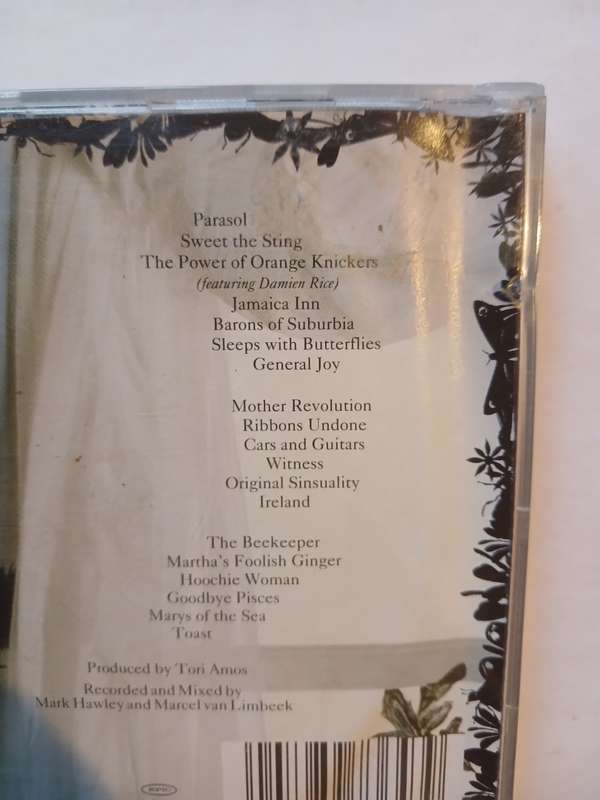 Parasol
Sweet the Sting
The Power of Orange Knickers
(featuring Damien Rice)
Jamaica Inn
Barons of Suburbia
Sleeps with Butterflies
General Joy
Mother Revolution
Ribbons Undone
Cars and Guitars
Witness
Original Sinsuality
Ireland
The Beekeeper
Martha's Foolish Ginger
Hoochie Woman
Goodbye Pisces
Marys of the Sea
Toast
Produced by Tori Amos
Recorded and Mixed by
Mark Hawley and Marcel van Limbeek
EPIC